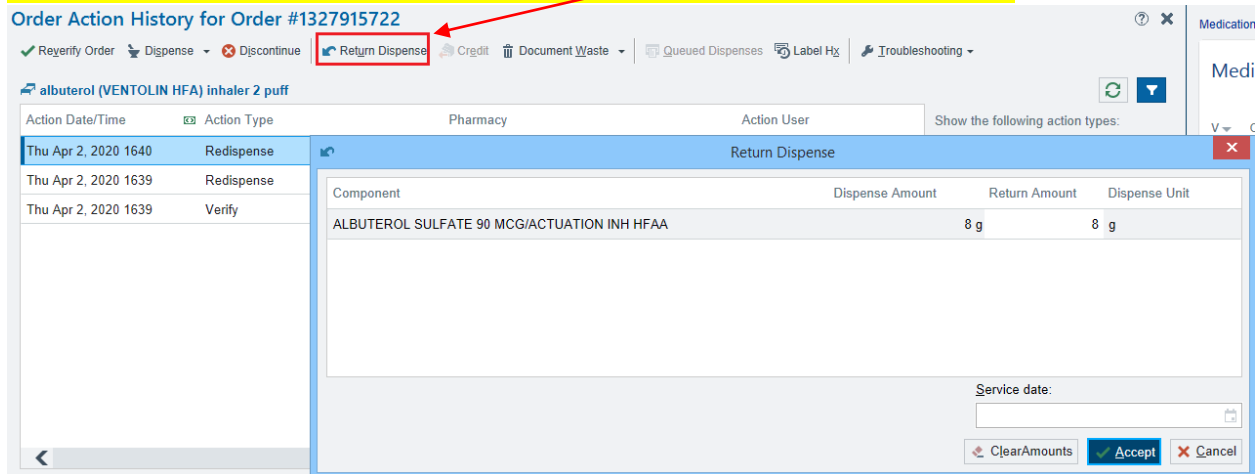 Order Action History for Order #1327915722
Medication
Reverify Order Dispense Discontinue Return Dispense Credit Document Waste Queued Dispenses Label Hx Troubleshooting
Medi
albuterol (VENTOLIN HFA) inhaler 2 puff
Action Date/Time Action Type Pharmacy Action User Show the following action types:
V
Thu Apr 2, 2020 1640 Redispense
Return Dispense
Thu Apr 2, 2020 1639 Redispense
Component Dispense Amount Return Amount Dispense Unit
Thu Apr 2, 2020 1639 Verify
ALBUTEROL SULFATE 90 MCG/ACTUATION INH HFAA 8 g 8 g
Service date:
ClearAmounts Accept Cancel